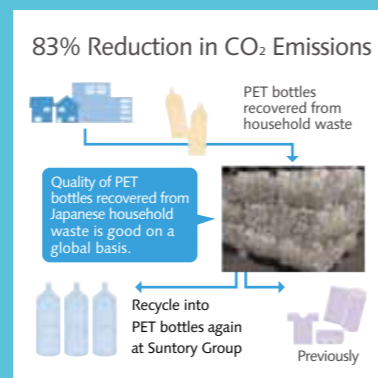 83% Reduction in CO₂ Emissions
PET bottles
recovered from
household waste
Quality of PET
bottles recovered from
Japanese household
waste is good on a
global basis.
Recycle into
PET bottles again
at Suntory Group
Previously